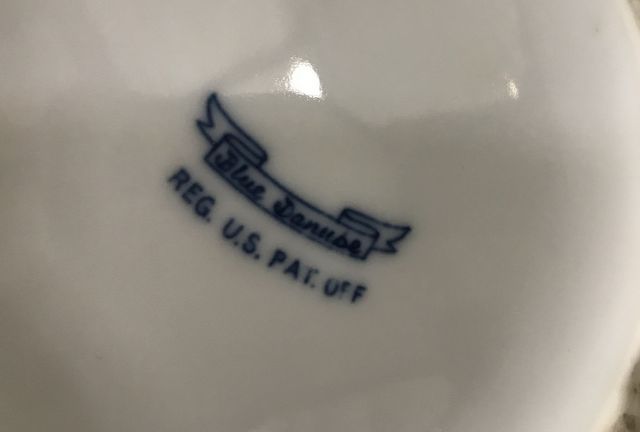 Blue Danube
REG. U.S. PAT. OFF